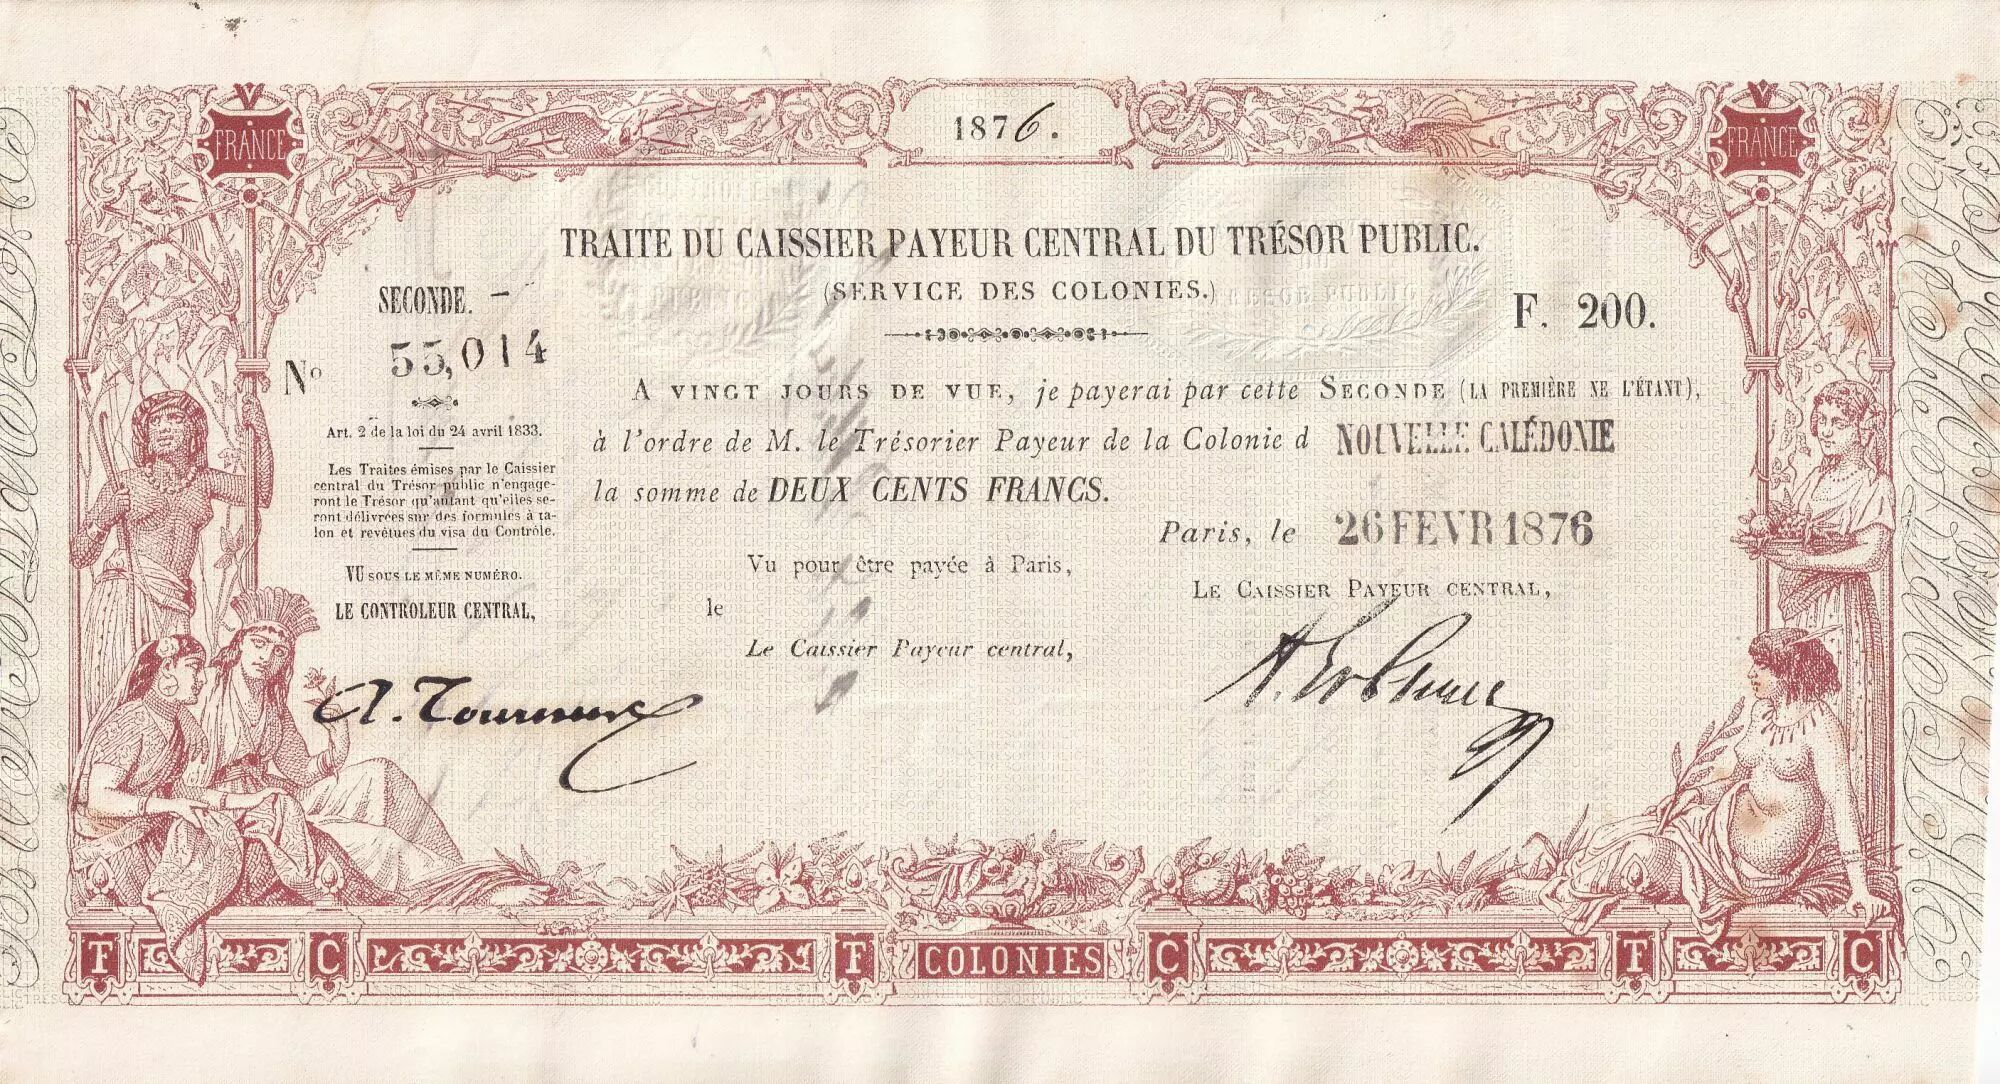 FRANCE
1876.
FRANCE
TRAITE DU CAISSIER PAYEUR CENTRAL DU TRÉSOR PUBLIC.
(SERVICE DES COLONIES.)
SECONDE.
F. 200.
No 55,014
Art. 2 de la loi du 24 avril 1833.
Les Traites émises par le Caissier
central du Trésor public n'engage-
ront le Trésor qu'autant qu'elles se-
ront délivrées sur des formules à ta-
lon et revêtues du visa du Contrôle.
VU SOUS LE MÊME NUMÉRO.
LE CONTROLEUR CENTRAL,
A VINGT JOURS DE VUE, je payerai par cette SECONDE (LA PREMIÈRE NE L'ÉTANT),
à l'ordre de M. le Trésorier Payeur de la Colonie d NOUVELLE CALÉDONIE
la somme de DEUX CENTS FRANCS.
Paris, le 26 FEVR 1876
Vu pour être payée à Paris,
le
Le Caissier Payeur central,
LE CAISSIER PAYEUR CENTRAL,
T C T COLONIES C T C